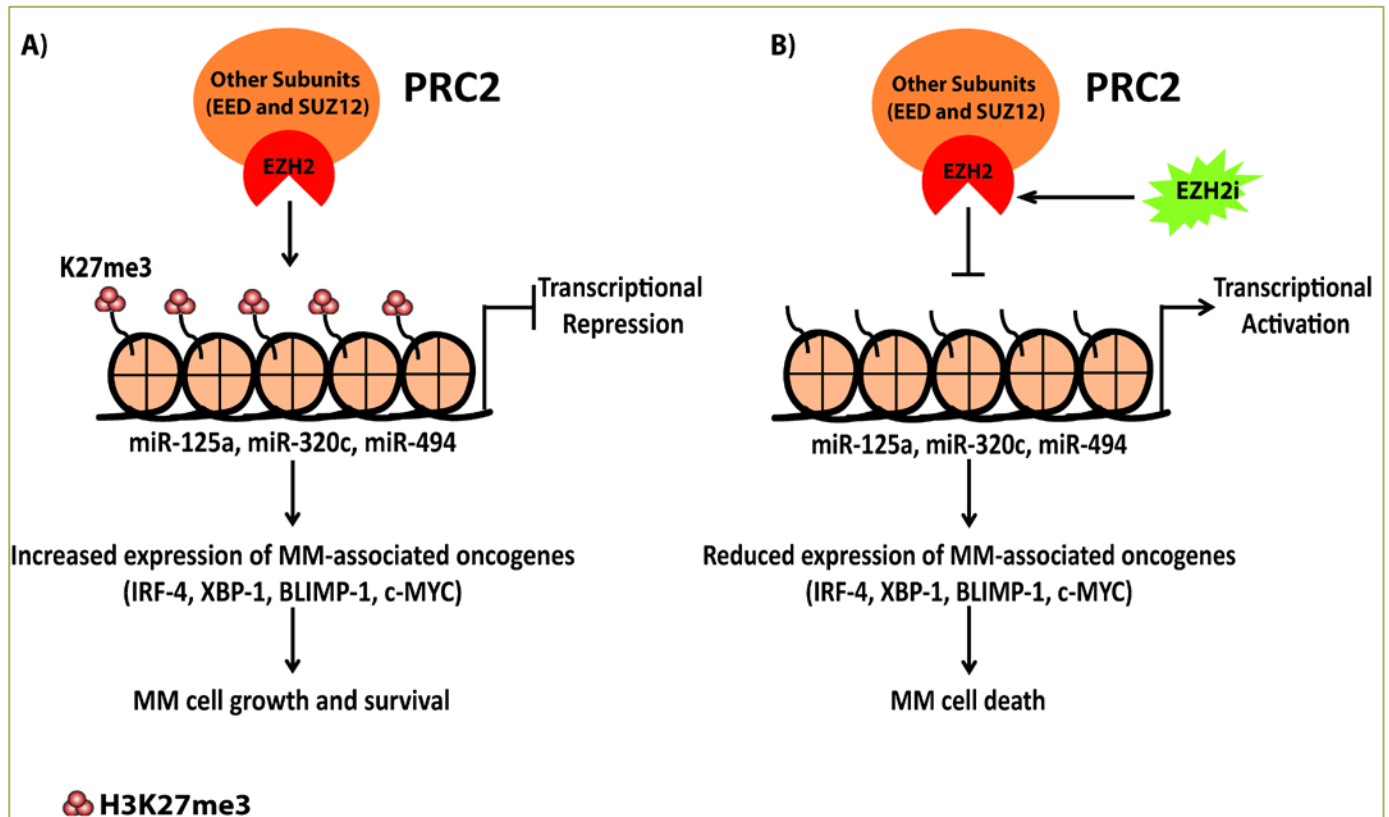 A)
Other Subunits
(EED and SUZ12)
PRC2
EZH2
K27me3
Transcriptional
Repression
miR-125a, miR-320c, miR-494
Increased expression of MM-associated oncogenes
(IRF-4, XBP-1, BLIMP-1, c-MYC)
MM cell growth and survival
H3K27me3
B)
Other Subunits
(EED and SUZ12)
PRC2
EZH2
EZH2i
Transcriptional
Activation
miR-125a, miR-320c, miR-494
Reduced expression of MM-associated oncogenes
(IRF-4, XBP-1, BLIMP-1, c-MYC)
MM cell death